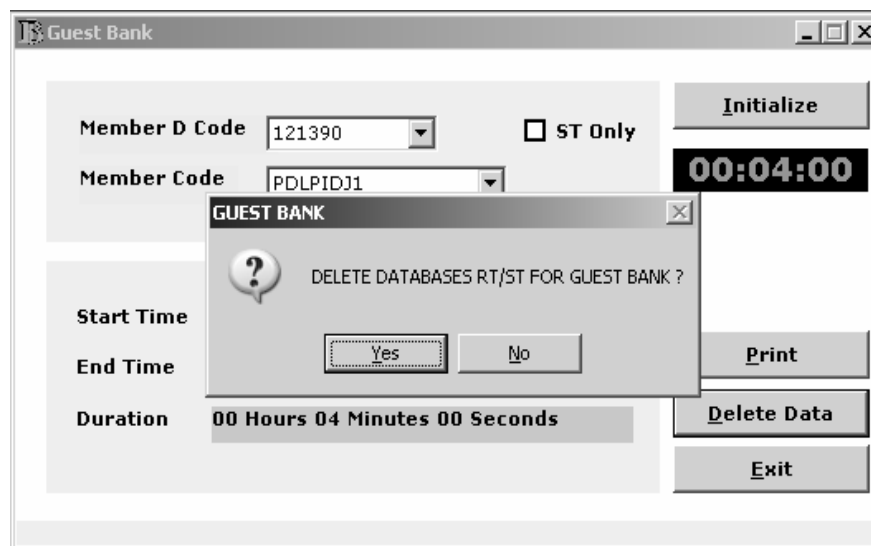 Guest Bank
Initialize
Member D Code 121390 ST Only
Member Code PDLPIDJ1
00:04:00
GUEST BANK
DELETE DATABASES RT/ST FOR GUEST BANK ?
Yes No
Start Time
End Time
Print
Duration 00 Hours 04 Minutes 00 Seconds
Delete Data
Exit